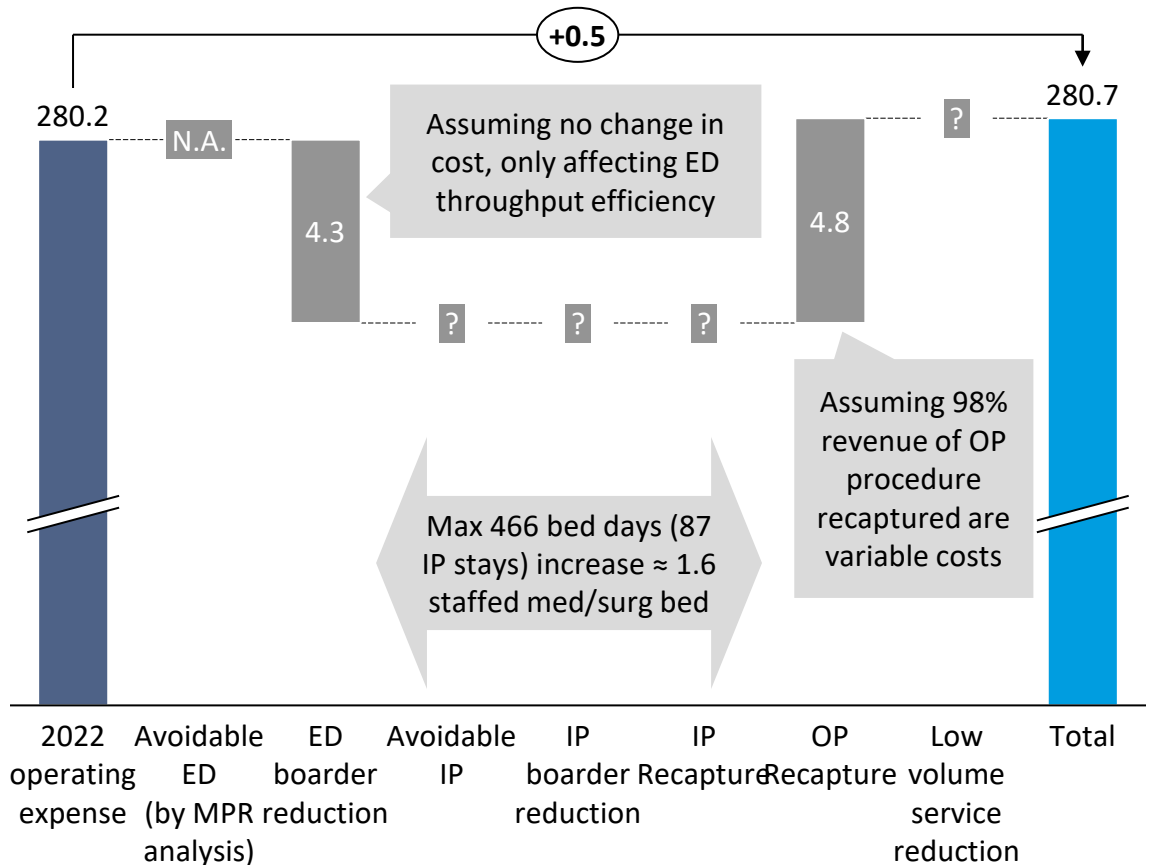 +0.5
280.2
280.7
N.A.
?
Assuming no change in
cost, only affecting ED
throughput efficiency
4.3
4.8
?
?
?
Assuming 98%
revenue of OP
procedure
recaptured are
variable costs
Max 466 bed days (87
IP stays) increase ≈ 1.6
staffed med/surg bed
2022
operating
expense
Avoidable
ED
(by MPR
analysis)
ED
boarder
reduction
Avoidable
IP
IP
boarder
reduction
IP
Recapture
OP
Recapture
Low
volume
service
reduction
Total